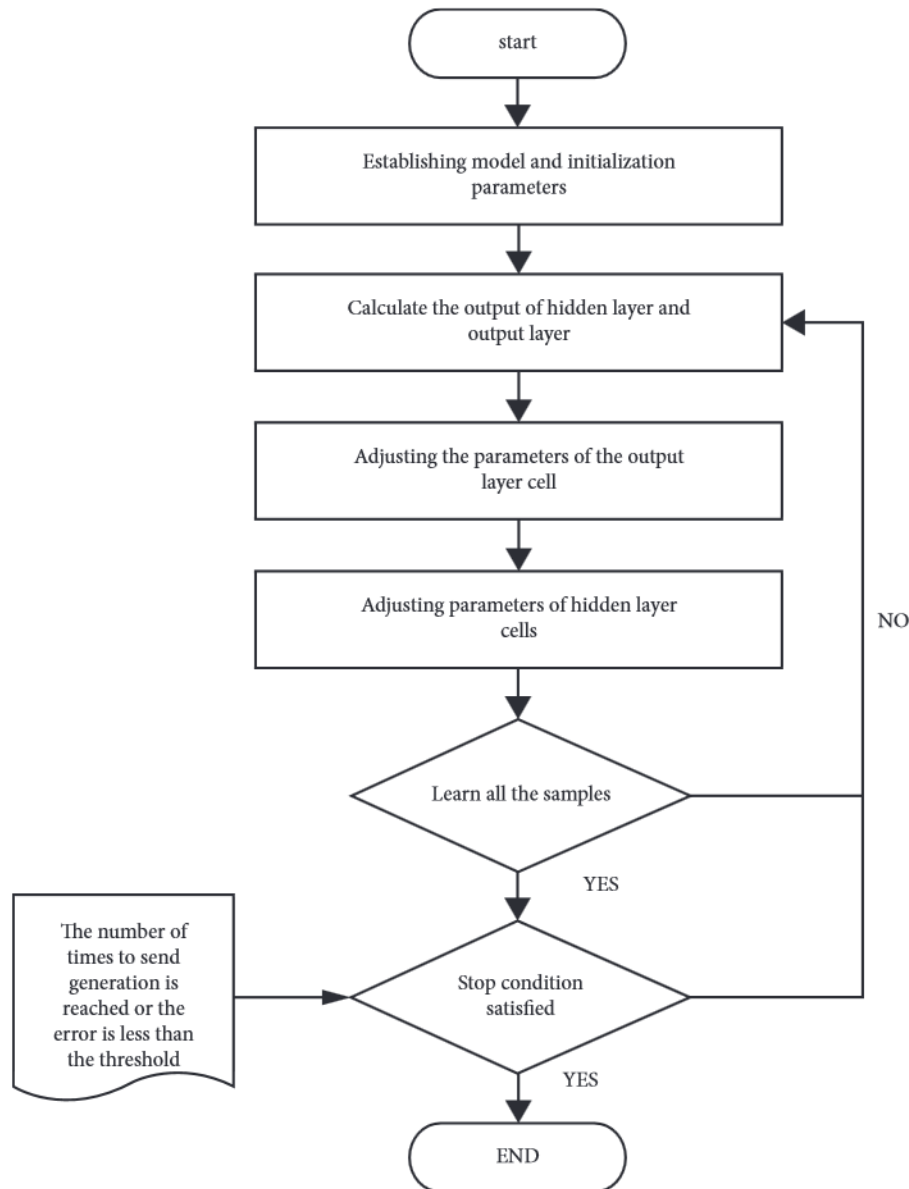 start
Establishing model and initialization
parameters
Calculate the output of hidden layer and
output layer
Adjusting the parameters of the output
layer cell
Adjusting parameters of hidden layer
cells
NO
Learn all the samples
YES
The number of
times to send
generation is
reached or the
error is less than
the threshold
Stop condition
satisfied
YES
END